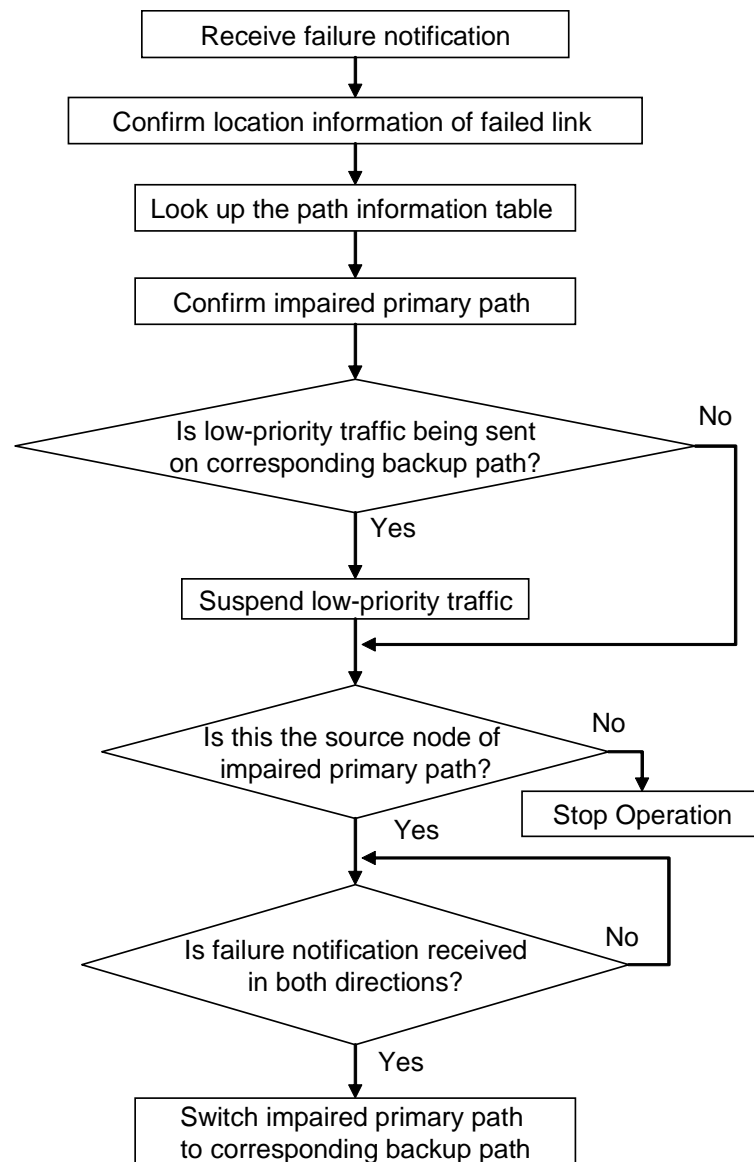 Receive failure notification
Confirm location information of failed link
Look up the path information table
Confirm impaired primary path
Is low-priority traffic being sent
on corresponding backup path?
No
Yes
Suspend low-priority traffic
Is this the source node of
impaired primary path?
No
Stop Operation
Yes
Is failure notification received
in both directions?
No
Yes
Switch impaired primary path
to corresponding backup path